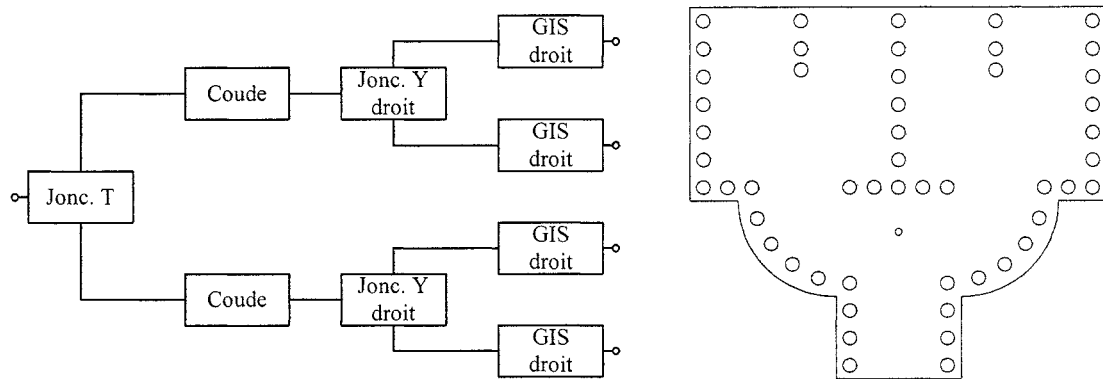 GIS
droit
Coude
Jonc. Y
droit
GIS
droit
Jonc. T
GIS
droit
Coude
Jonc. Y
droit
GIS
droit